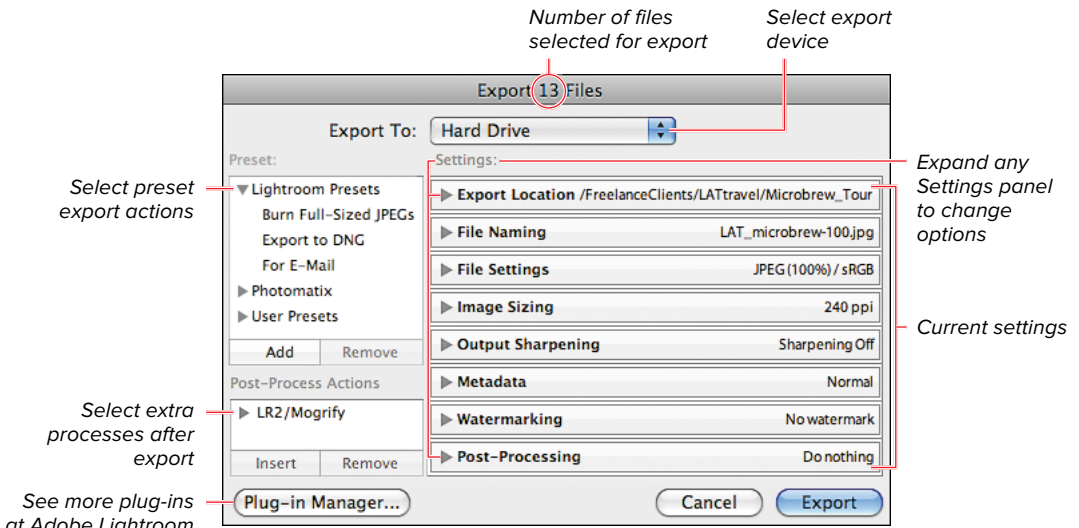 Number of files
selected for export
Select export
device
Export 13 Files
Export To:
Hard Drive
Preset:
Settings:
Select preset
export actions
Lightroom Presets
Burn Full-Sized JPEGs
Export to DNG
For E-Mail
Photomatix
User Presets
Add
Remove
Export Location /FreelanceClients/LATtravel/Microbrew_Tour
File Naming LAT_microbrew-100.jpg
File Settings JPEG (100%) / sRGB
Image Sizing 240 ppi
Output Sharpening Sharpening Off
Metadata Normal
Watermarking No watermark
Post-Processing Do nothing
Expand any
Settings panel
to change
options
Current settings
Post-Process Actions
Select extra
processes after
export
LR2/Mogrify
Insert
Remove
See more plug-ins
at Adobe Lightroom
Plug-in Manager...
Cancel
Export